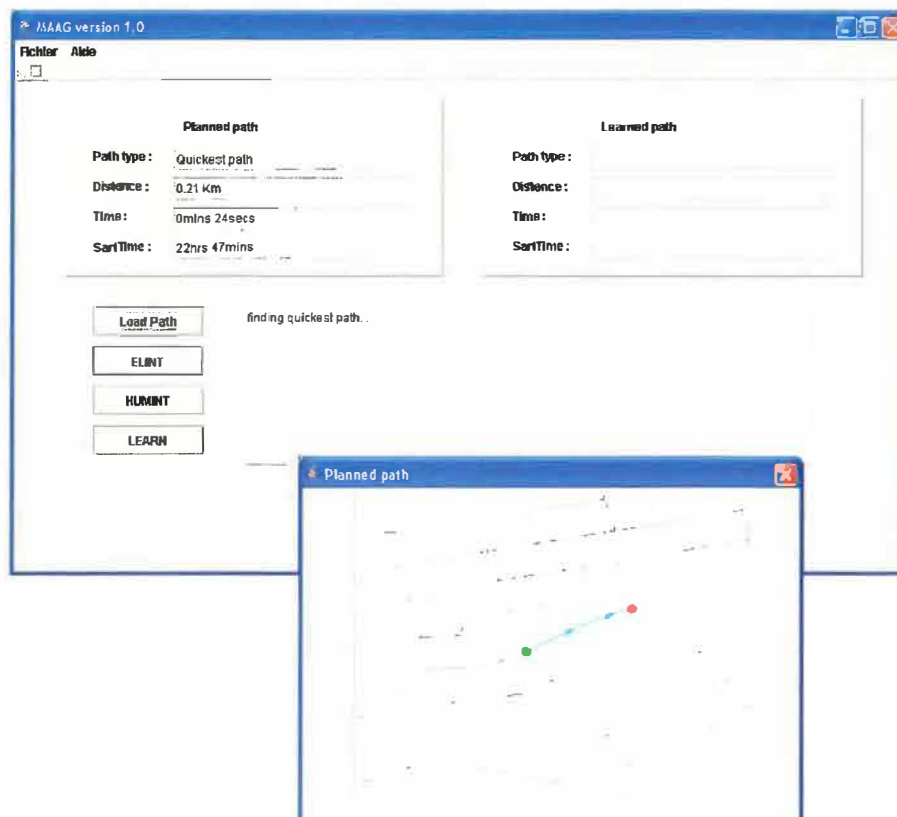 MAAG version 1.0
Fichier Aide
Planned path
Path type : Quickest path
Distance : 0.21 Km
Time : 0mins 24secs
SartTime : 22hrs 47mins
Learned path
Path type :
Distance :
Time :
SartTime :
Load Path
finding quickest path..
ELINT
HUMINT
LEARN
Planned path